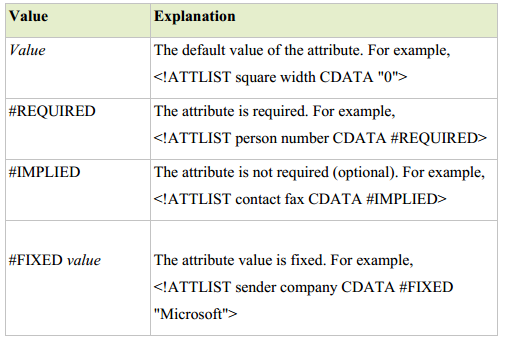 Value Explanation
Value The default value of the attribute. For example,
<!ATTLIST square width CDATA "0">
#REQUIRED The attribute is required. For example,
<!ATTLIST person number CDATA #REQUIRED>
#IMPLIED The attribute is not required (optional). For example,
<!ATTLIST contact fax CDATA #IMPLIED>
#FIXED value The attribute value is fixed. For example,
<!ATTLIST sender company CDATA #FIXED
"Microsoft">